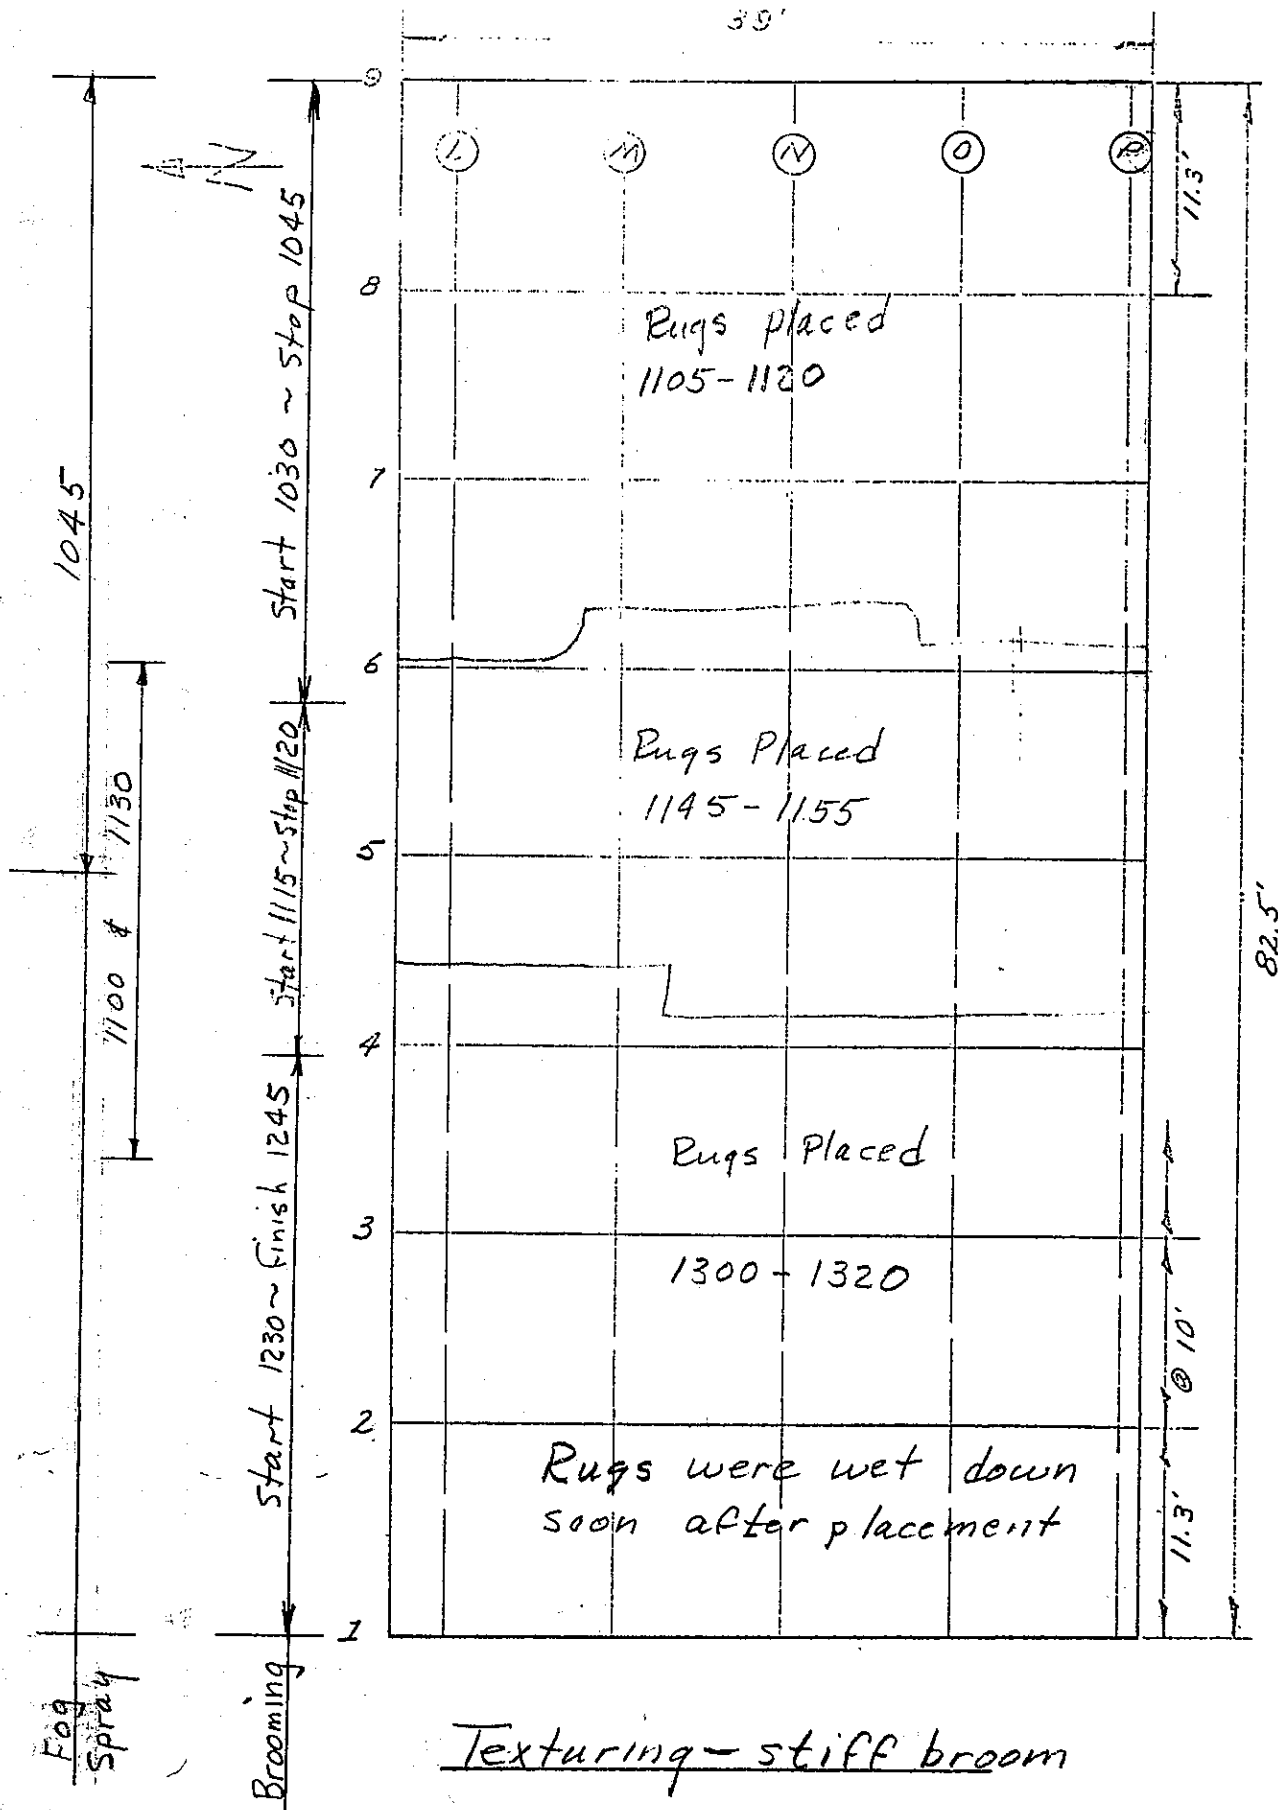 39'
9
N
L
M
N
O
P
11.3'
8
Rugs placed
1105-1120
7
Start 1030 ~ Stop 1045
1045
6
Rugs Placed
1145-1155
5
Start 1115 ~ Stop 1120
1100 & 1130
82.5'
4
Rugs Placed
3
1300-1320
Start 1230 ~ Finish 1245
@ 10'
2
Rugs were wet down
soon after placement
11.3'
1
Fog
Spray
Brooming
Texturing - stiff broom